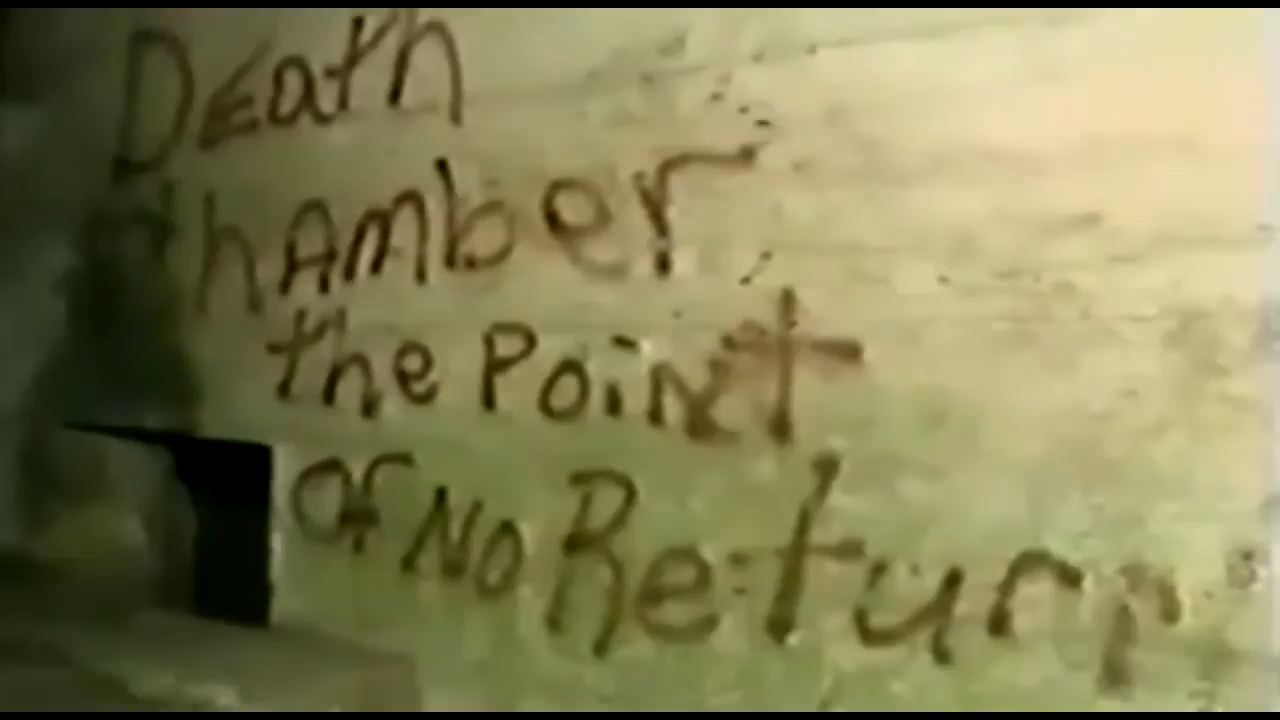 DEath
ChAmber
the PoiNt
of No Return